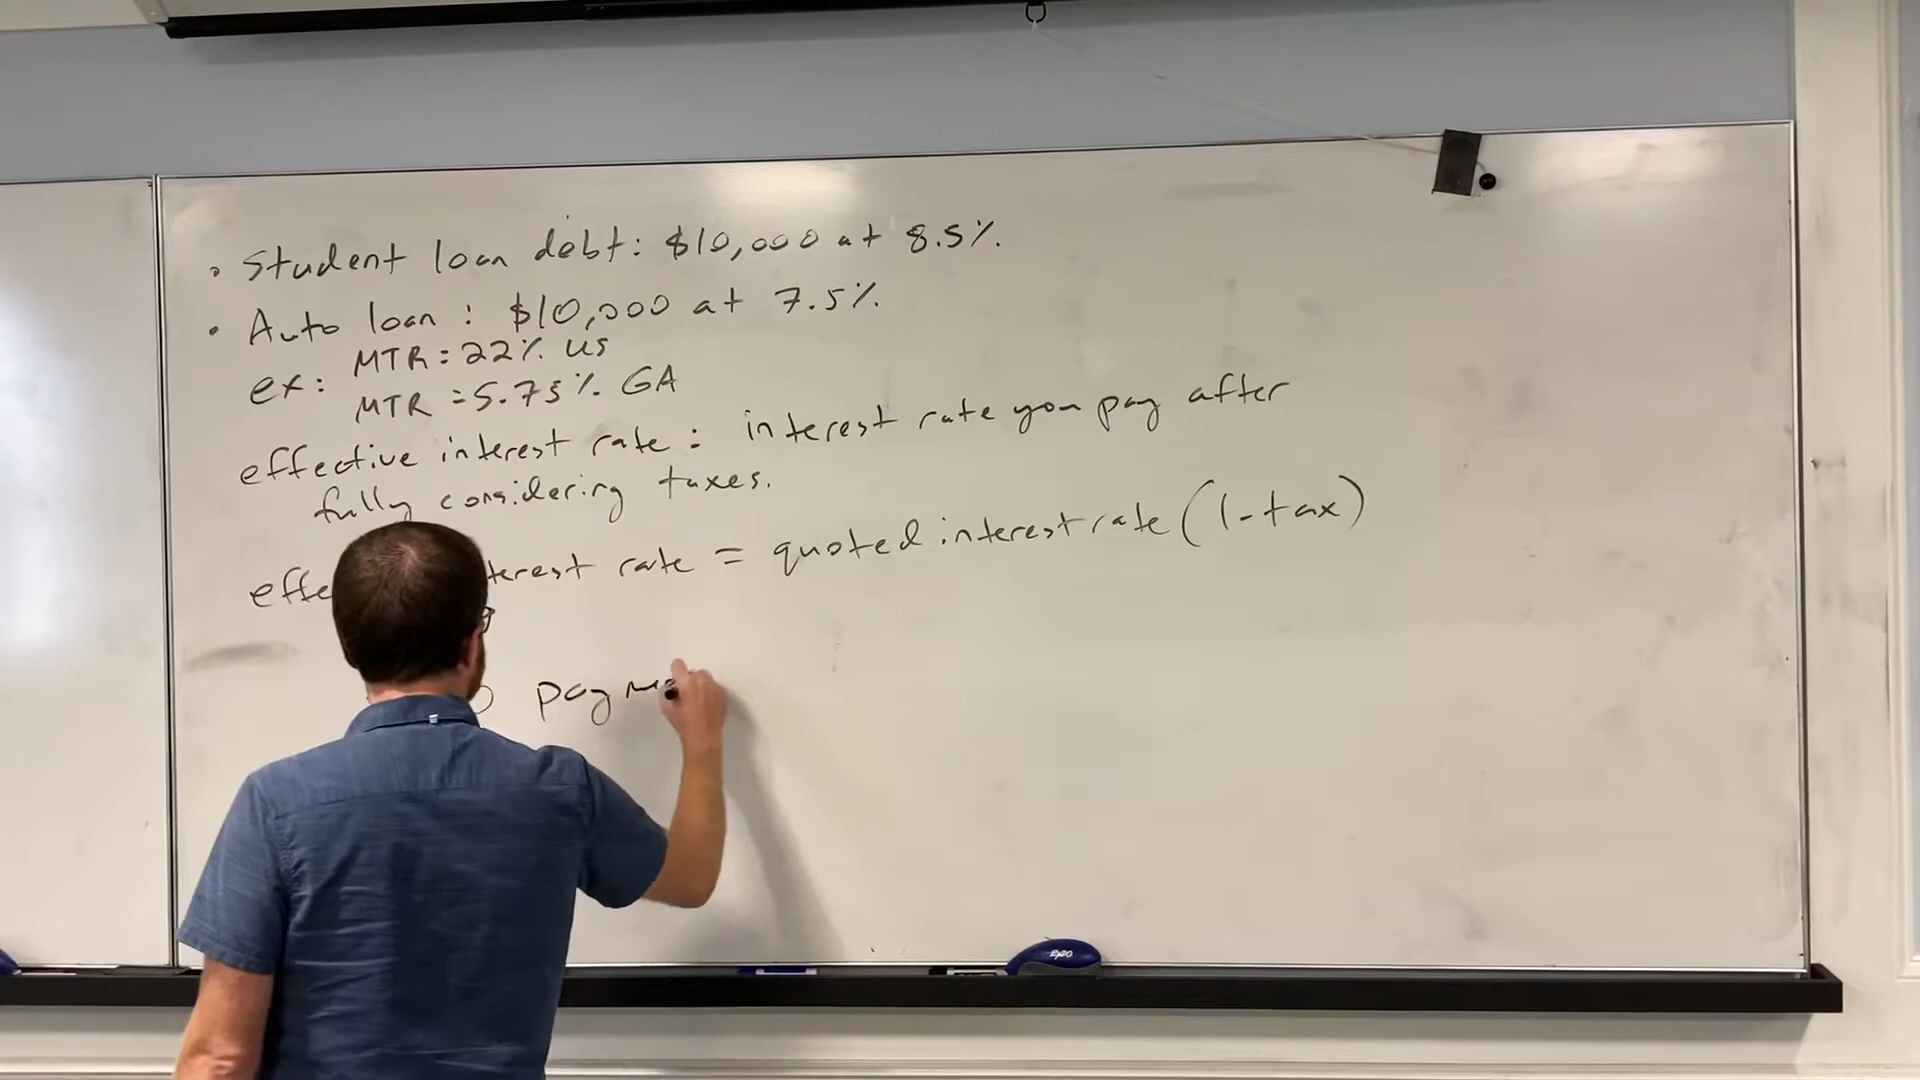 • Student loan debt: $10,000 at 8.5%.
• Auto loan: $10,000 at 7.5%.
ex: MTR = 22% US
MTR = 5.75% GA
effective interest rate: interest rate you pay after
fully considering taxes.
effe terest rate = quoted interest rate (1-tax)
0 payme
EXPO